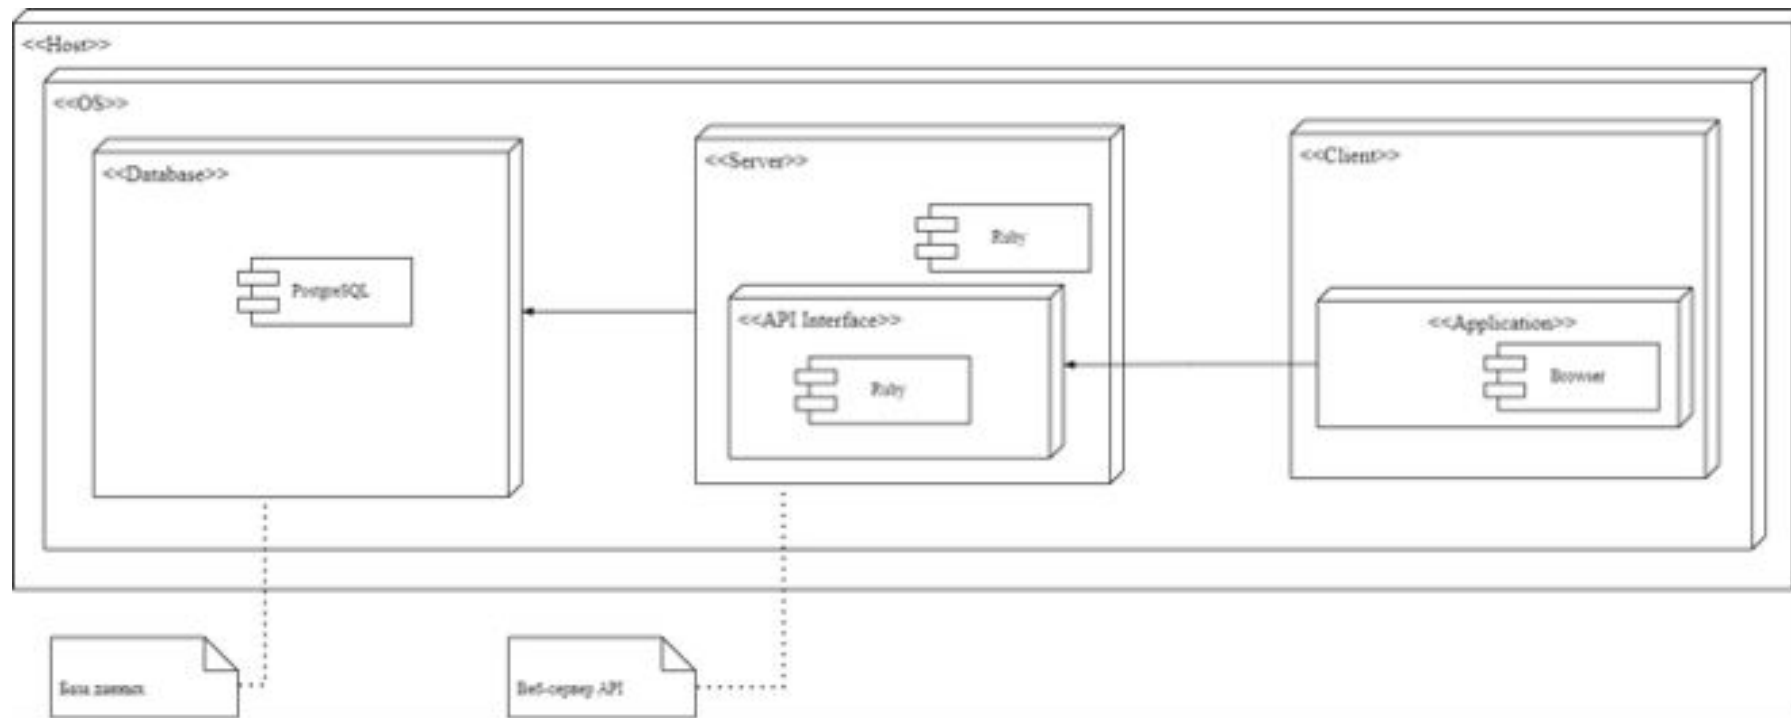 <<Host>>
<<OS>>
<<Database>>
PostgreSQL
<<Server>>
Ruby
<<API Interface>>
Ruby
<<Client>>
<<Application>>
Browser
База данных
Веб-сервер API